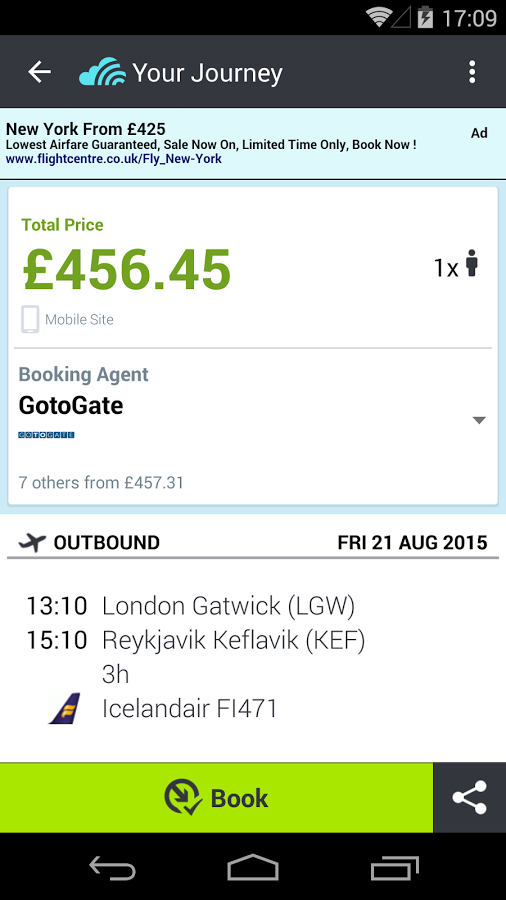 17:09
Your Journey
New York From £425
Ad
Lowest Airfare Guaranteed, Sale Now On, Limited Time Only, Book Now !
www.flightcentre.co.uk/Fly_New-York
Total Price
£456.45
1x
Mobile Site
Booking Agent
GotoGate
GOTOGATE
7 others from £457.31
OUTBOUND
FRI 21 AUG 2015
13:10 London Gatwick (LGW)
15:10 Reykjavik Keflavik (KEF)
3h
Icelandair FI471
Book